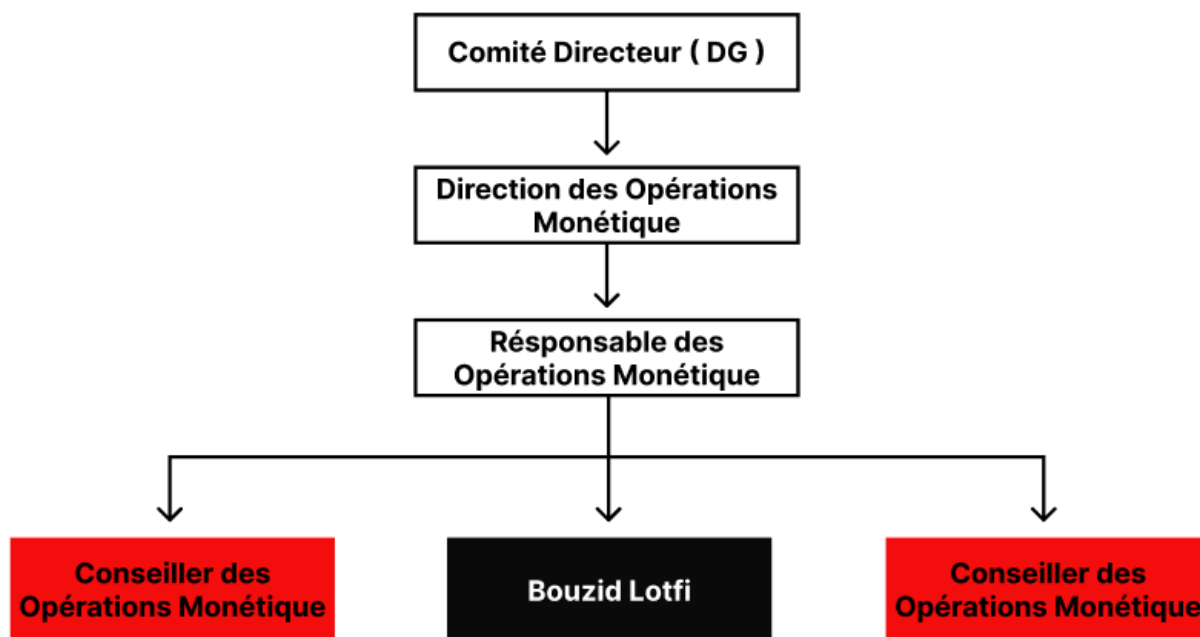 Comité Directeur ( DG )
Direction des Opérations
Monétique
Résponsable des
Opérations Monétique
Conseiller des
Opérations Monétique
Bouzid Lotfi
Conseiller des
Opérations Monétique